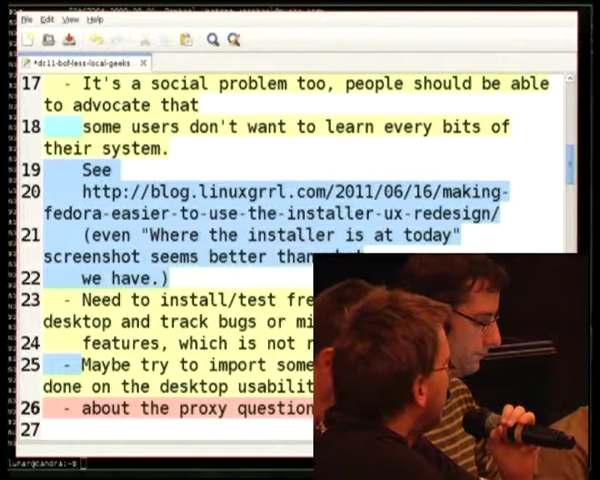 File Edit View Help
*dc11-bof-less-local-geeks
17 - It's a social problem too, people should be able
to advocate that
18 some users don't want to learn every bits of
their system.
19 See
20 http://blog.linuxgrrl.com/2011/06/16/making-
fedora-easier-to-use-the-installer-ux-redesign/
21 (even "Where the installer is at today"
screenshot seems better than
22 we have.)
23 - Need to install/test
desktop and track bugs or
24 features, which is not
25 - Maybe try to import some
done on the desktop
26 - about the proxy question
27